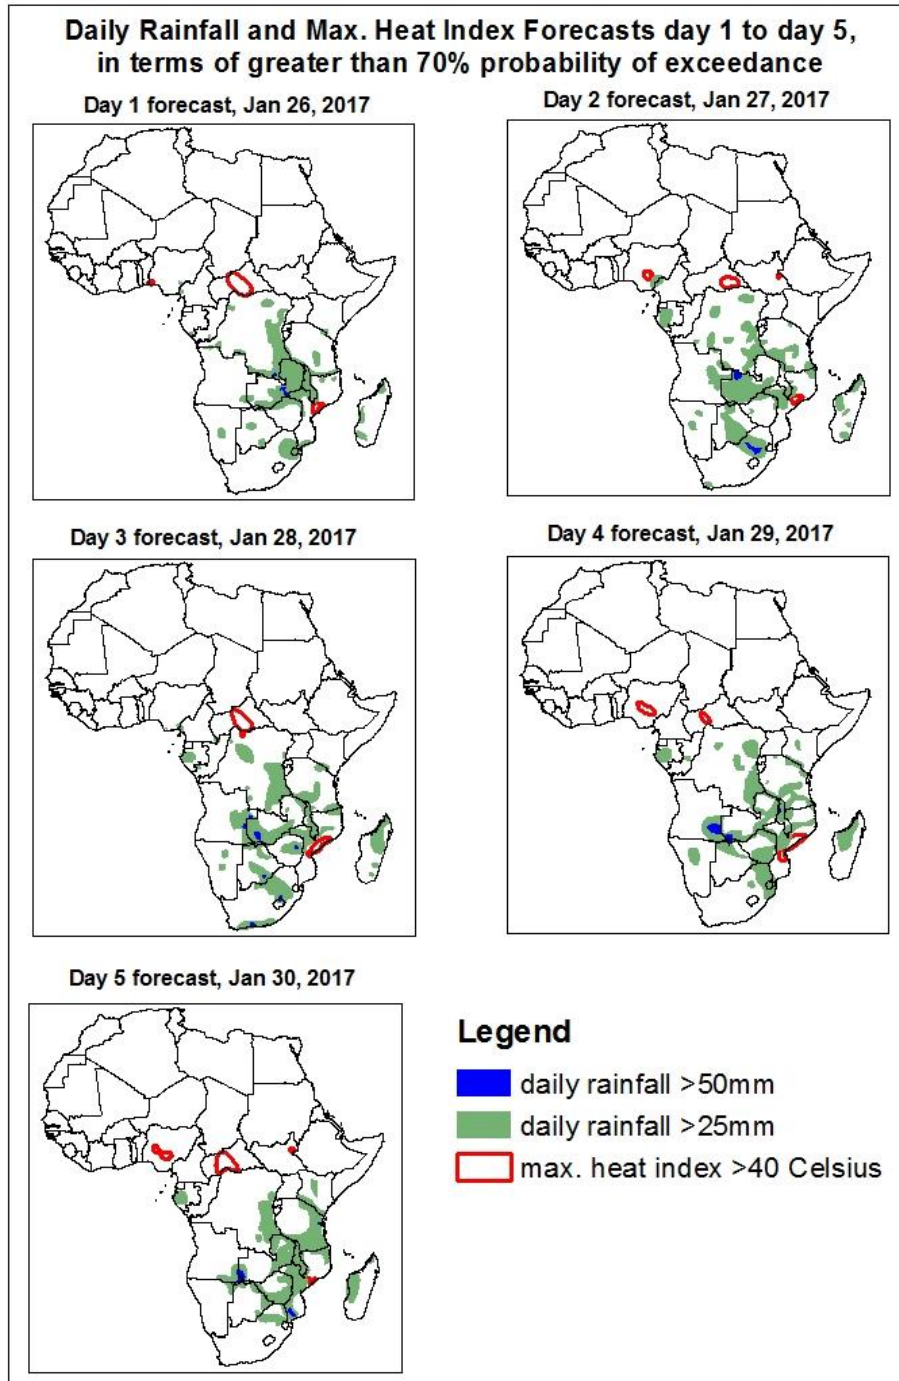 Daily Rainfall and Max. Heat Index Forecasts day 1 to day 5,
in terms of greater than 70% probability of exceedance
Day 1 forecast, Jan 26, 2017
Day 2 forecast, Jan 27, 2017
Day 3 forecast, Jan 28, 2017
Day 4 forecast, Jan 29, 2017
Day 5 forecast, Jan 30, 2017
Legend
daily rainfall >50mm
daily rainfall >25mm
max. heat index >40 Celsius